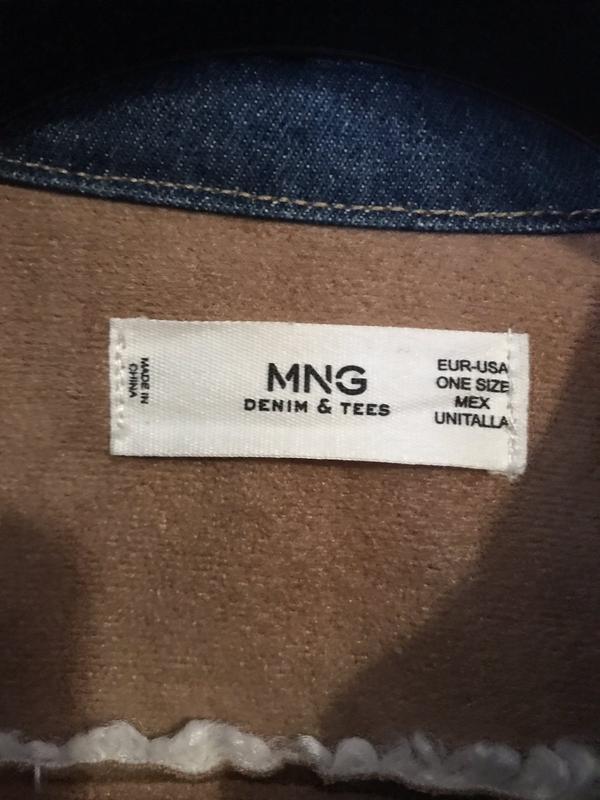 MADE IN
CHINA
MNG
DENIM & TEES
EUR-USA
ONE SIZE
MEX
UNITALLA